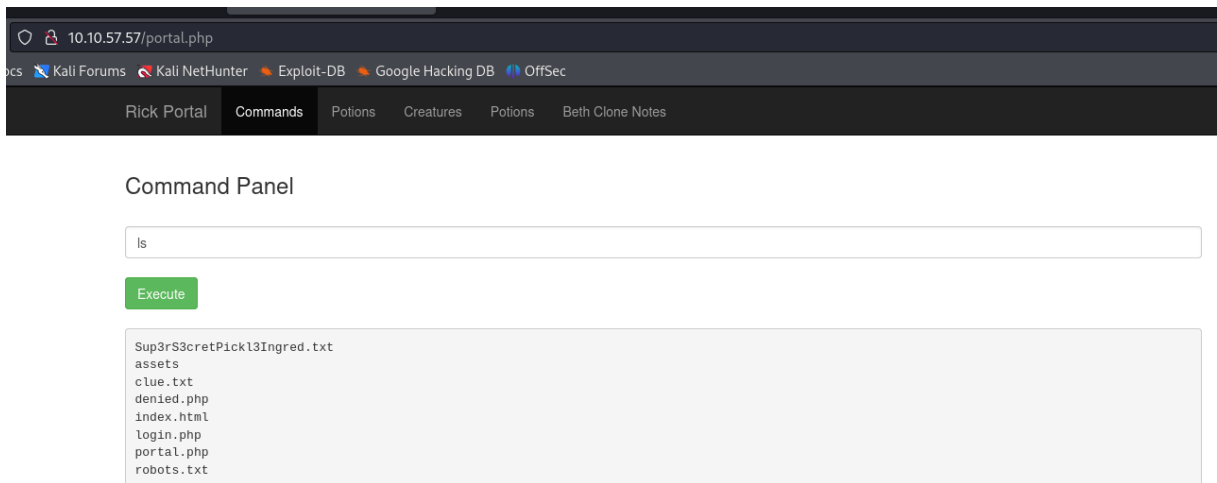 10.10.57.57/portal.php
ocs Kali Forums Kali NetHunter Exploit-DB Google Hacking DB OffSec
Rick Portal Commands Potions Creatures Potions Beth Clone Notes
Command Panel
ls
Execute
Sup3rS3cretPickl3Ingred.txt
assets
clue.txt
denied.php
index.html
login.php
portal.php
robots.txt